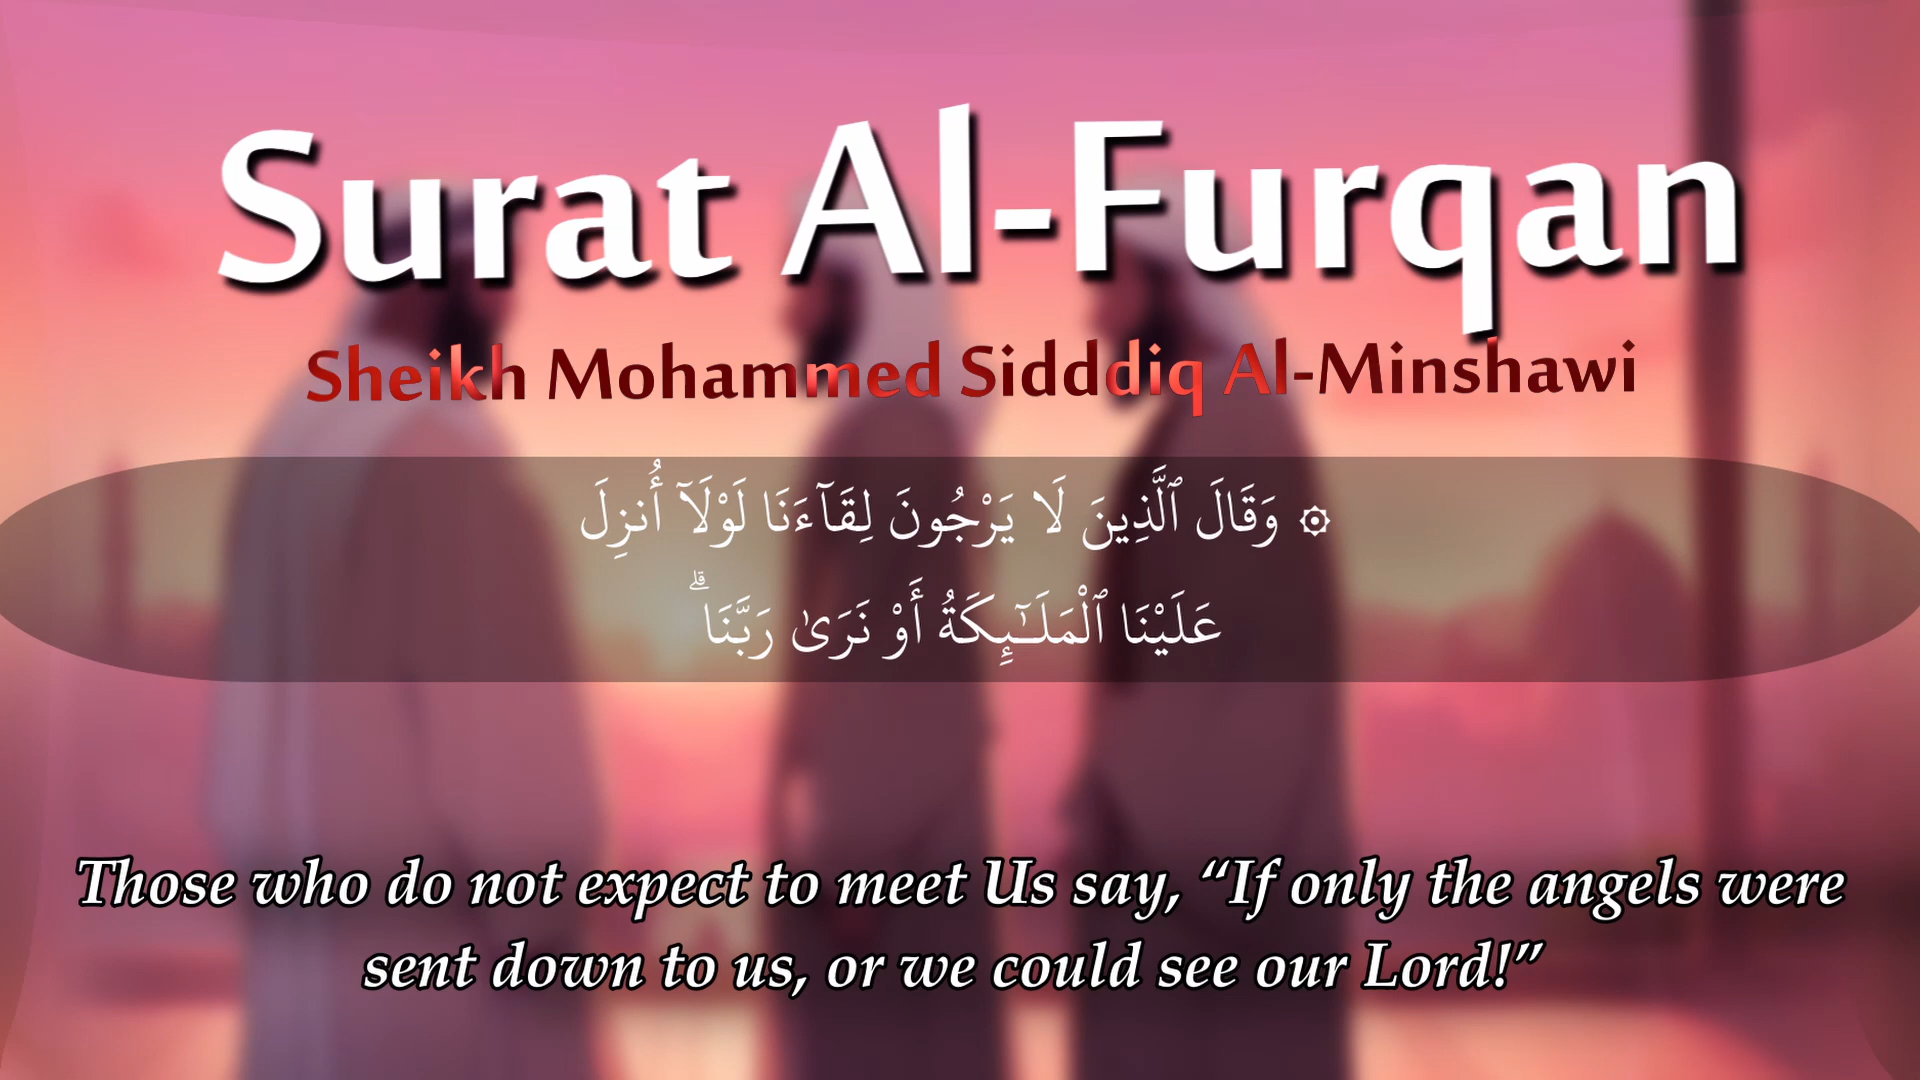 Surat Al-Furqan
Sheikh Mohammed Sidddiq Al-Minshawi
۞ وَقَالَ ٱلَّذِينَ لَا يَرْجُونَ لِقَآءَنَا لَوْلَآ أُنزِلَ
عَلَيْنَا ٱلْمَلَـٰٓئِكَةُ أَوْ نَرَىٰ رَبَّنَا ۗ
Those who do not expect to meet Us say, “If only the angels were
sent down to us, or we could see our Lord!”